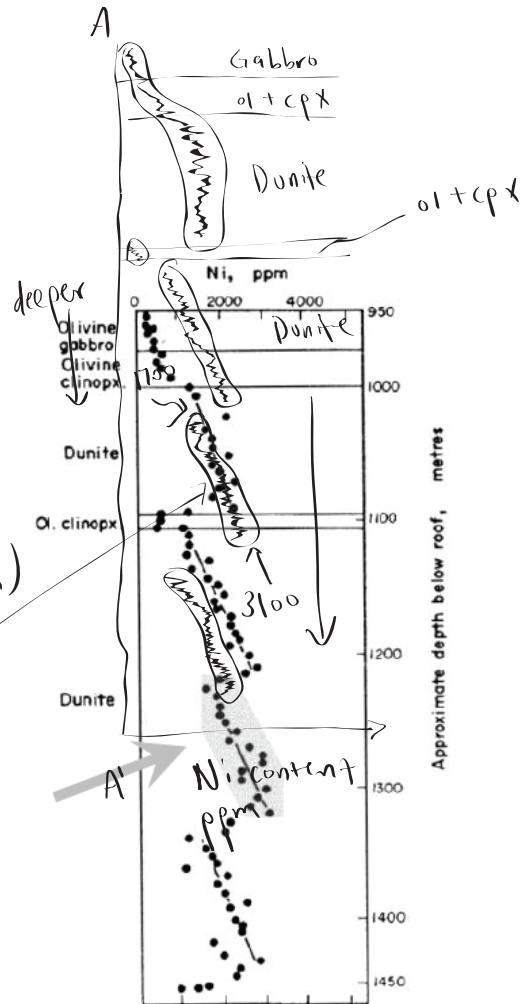 A
Gabbro
ol + cpx
Dunite
ol + cpx
deeper
Ni, ppm
0 2000 4000
Dunite
950
Olivine
gabbro
Olivine
clinopx.
1700
1000
Dunite
1100
Ol. clinopx
3100
1200
Dunite
A'
Ni content
ppm
1300
1400
1450
Approximate depth below roof, metres